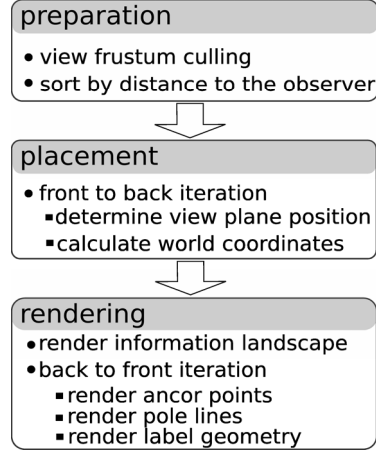 preparation
• view frustum culling
• sort by distance to the observer
placement
• front to back iteration
▪determine view plane position
▪calculate world coordinates
rendering
•render information landscape
•back to front iteration
▪render ancor points
▪render pole lines
▪render label geometry